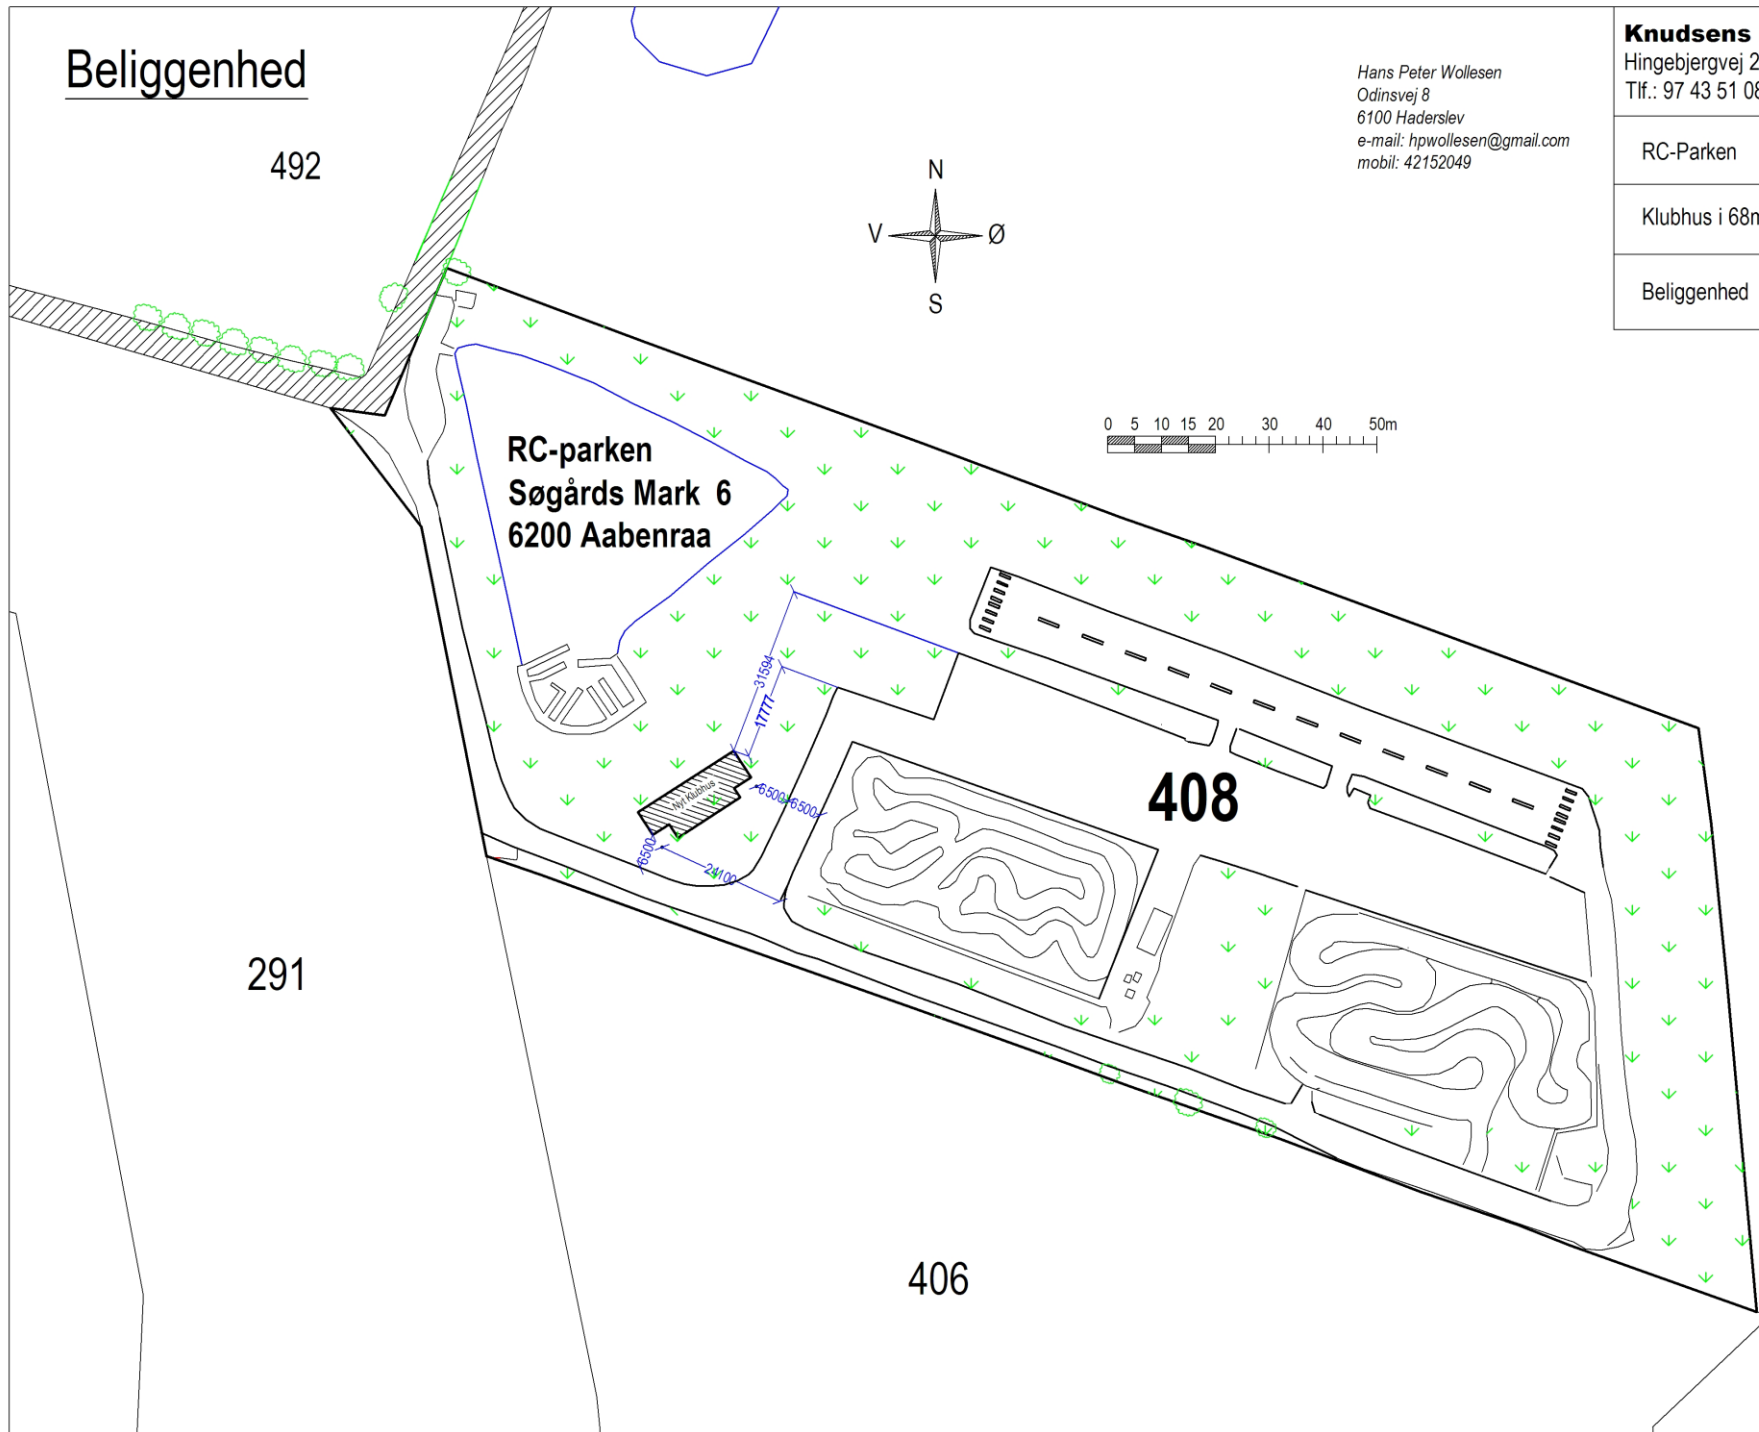 Beliggenhed
492
Hans Peter Wollesen
Odinsvej 8
6100 Haderslev
e-mail: hpwollesen@gmail.com
mobil: 42152049
Knudsens
Hingebjergvej 2
Tlf.: 97 43 51 08
RC-Parken
Klubhus i 68m
Beliggenhed
N
V Ø
S
0 5 10 15 20 30 40 50m
RC-parken
Søgårds Mark 6
6200 Aabenraa
31594
17777
Nyt Klubhus
6500 6500
6500
24100
408
291
406